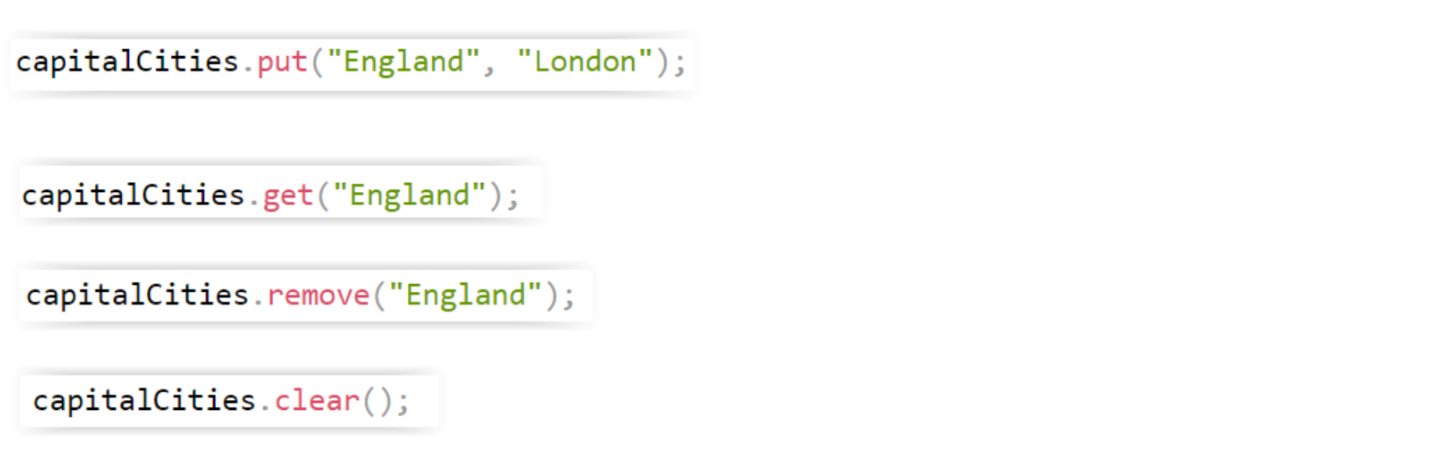 capitalCities.put("England", "London");
capitalCities.get("England");
capitalCities.remove("England");
capitalCities.clear();